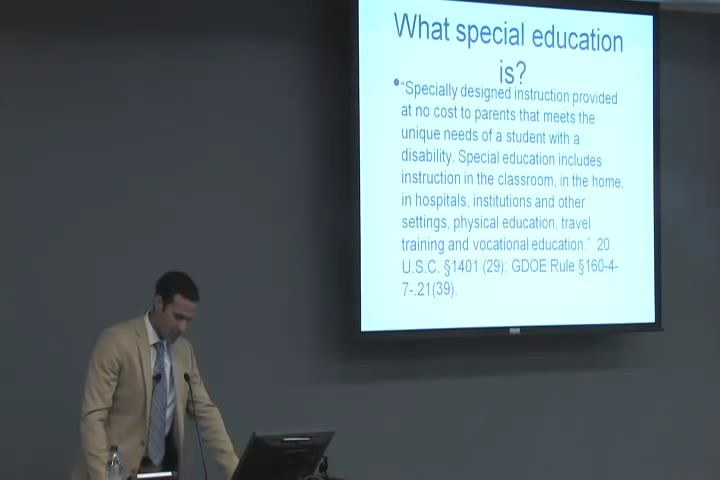 What special education
is?
•“Specially designed instruction provided
at no cost to parents that meets the
unique needs of a student with a
disability. Special education includes
instruction in the classroom, in the home,
in hospitals, institutions and other
settings, physical education, travel
training and vocational education.” 20
U.S.C. §1401 (29); GDOE Rule §160-4-
7-.21(39).